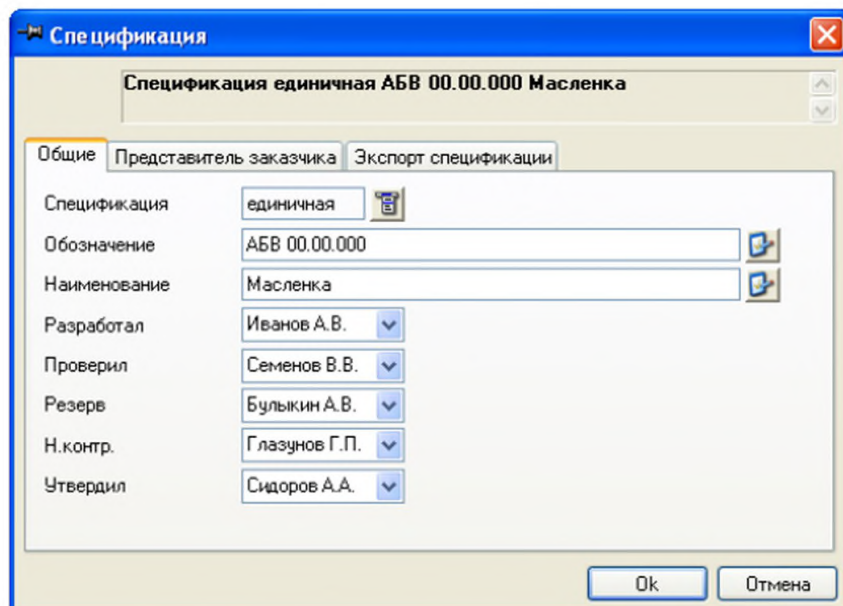 Спецификация
Спецификация единичная АБВ 00.00.000 Масленка
Общие Представитель заказчика Экспорт спецификации
Спецификация единичная
Обозначение АБВ 00.00.000
Наименование Масленка
Разработал Иванов А.В.
Проверил Семенов В.В.
Резерв Булыкин А.В.
Н.контр. Глазунов Г.П.
Утвердил Сидоров А.А.
Ok Отмена